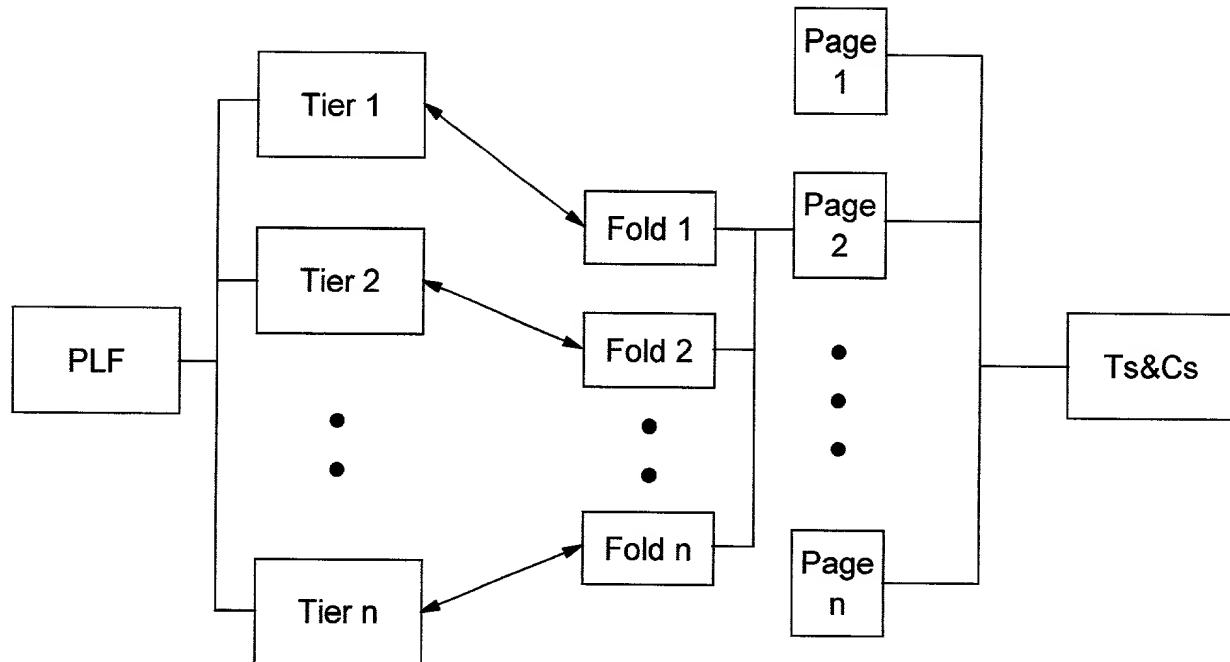 PLF
Tier 1
Tier 2
Tier n
Fold 1
Fold 2
Fold n
Page
1
Page
2
Page
n
Ts&Cs